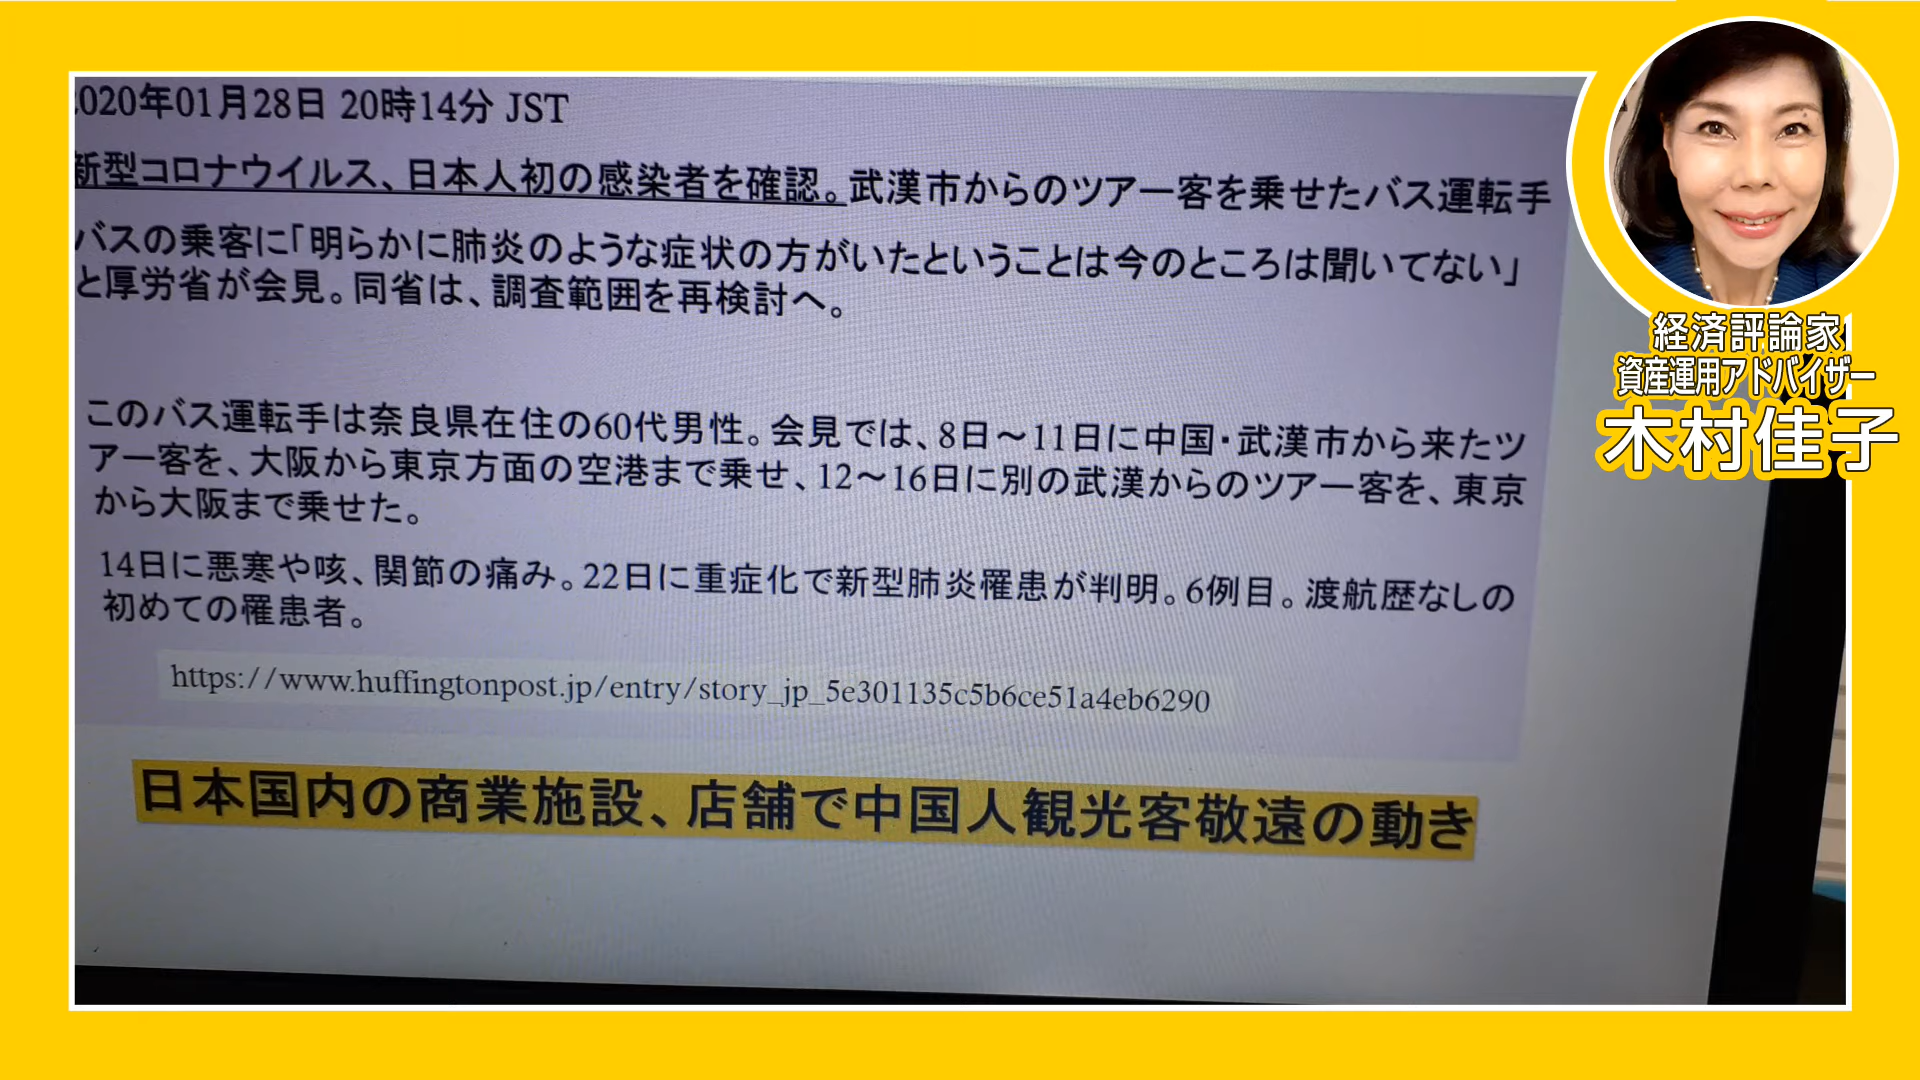 2020年01月28日 20時14分 JST
新型コロナウイルス、日本人初の感染者を確認。武漢市からのツアー客を乗せたバス運転手
バスの乗客に「明らかに肺炎のような症状の方がいたということは今のところは聞いてない」
と厚労省が会見。同省は、調査範囲を再検討へ。
このバス運転手は奈良県在住の60代男性。会見では、8日～11日に中国・武漢市から来たツ
アー客を、大阪から東京方面の空港まで乗せ、12～16日に別の武漢からのツアー客を、東京
から大阪まで乗せた。
14日に悪寒や咳、関節の痛み。22日に重症化で新型肺炎罹患が判明。6例目。渡航歴なしの
初めての罹患者。
https://www.huffingtonpost.jp/entry/story_jp_5e301135c5b6ce51a4eb6290
日本国内の商業施設、店舗で中国人観光客敬遠の動き
経済評論家
資産運用アドバイザー
木村佳子